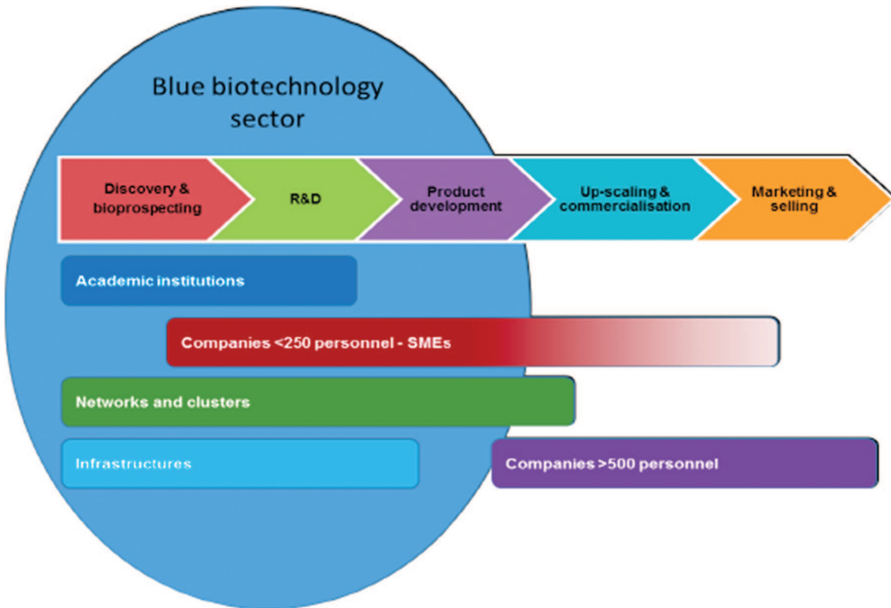 Blue biotechnology
sector
Discovery &
bioprospecting
R&D
Product
development
Up-scaling &
commercialisation
Marketing &
selling
Academic institutions
Companies <250 personnel - SMEs
Networks and clusters
Infrastructures
Companies >500 personnel